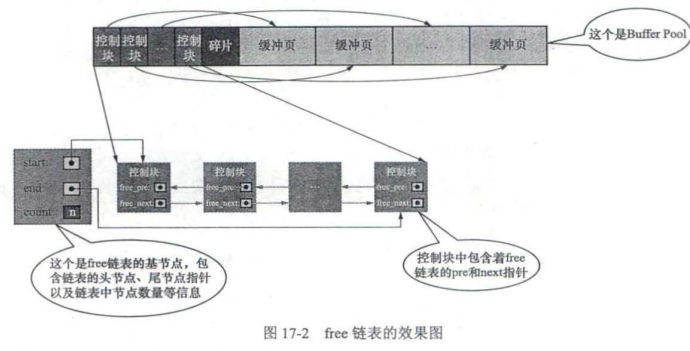 控制块 控制块 … 控制块 碎片 缓冲页 缓冲页 … 缓冲页
这个是Buffer Pool
start:
end:
count: n
控制块
free_pre:
free_next:
控制块
free_pre:
free_next:
…
控制块
free_pre:
free_next:
这个是free链表的基节点，包
含链表的头节点、尾节点指针
以及链表中节点数量等信息
控制块中包含着free
链表的pre和next指针
图 17-2 free 链表的效果图